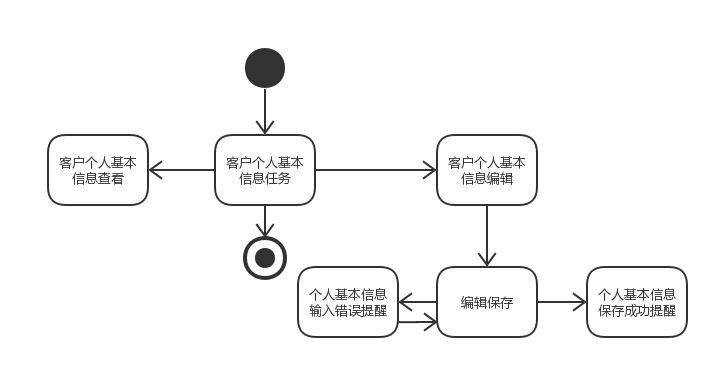 客户个人基本
信息查看
客户个人基本
信息任务
客户个人基本
信息编辑
个人基本信息
输入错误提醒
编辑保存
个人基本信息
保存成功提醒